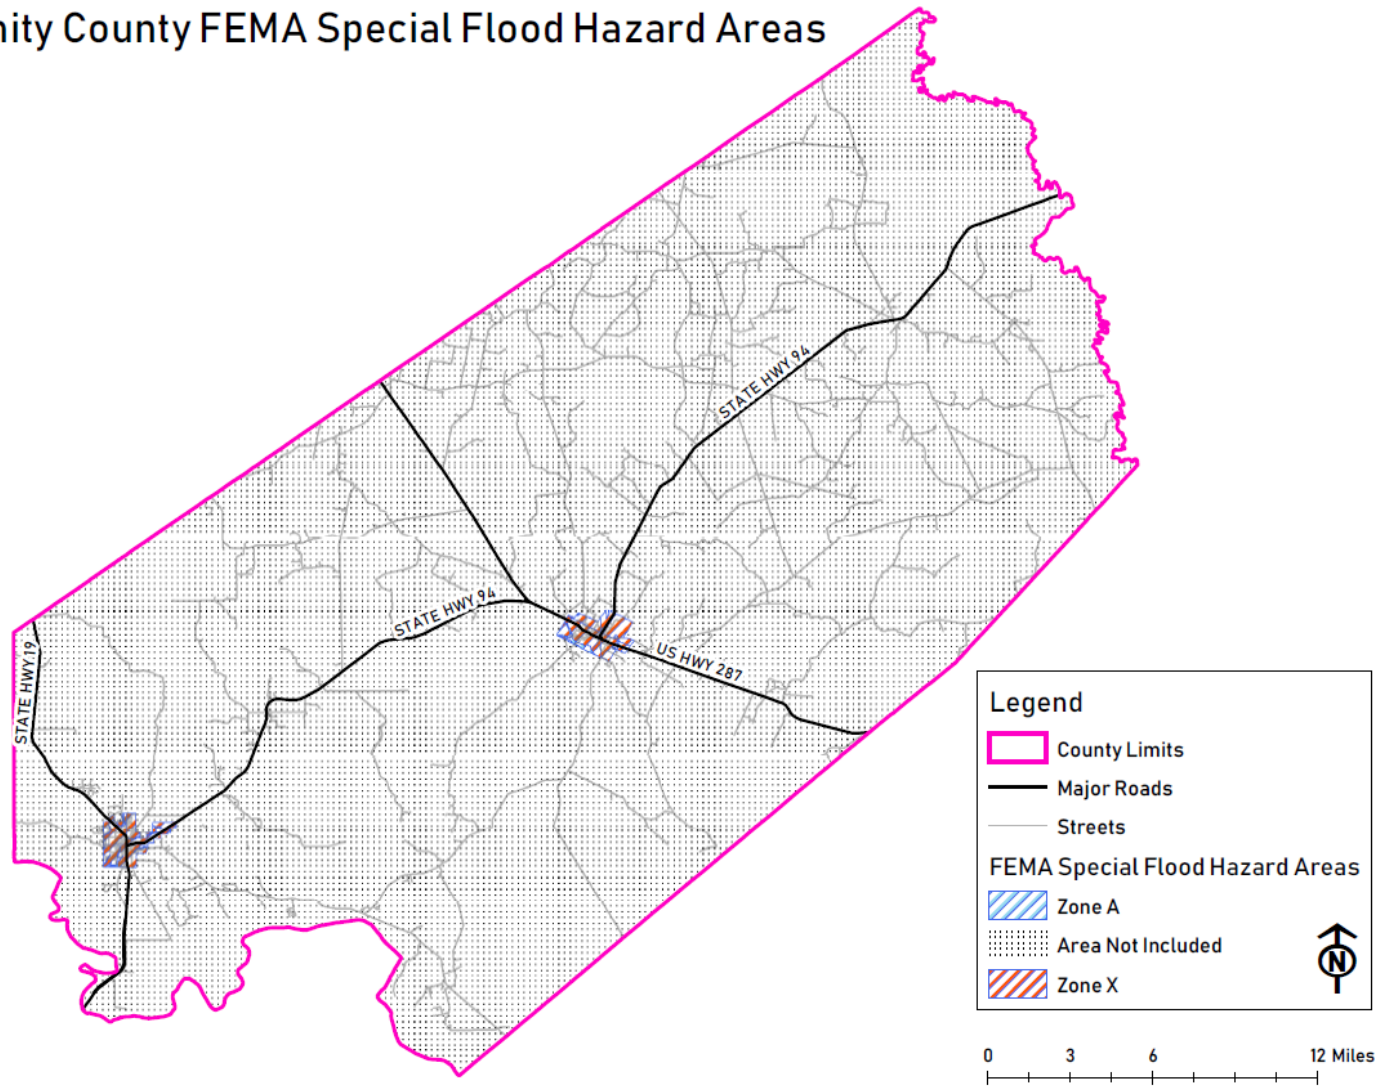 nity County FEMA Special Flood Hazard Areas
STATE HWY 94
STATE HWY 94
STATE HWY 19
US HWY 287
Legend
County Limits
Major Roads
Streets
FEMA Special Flood Hazard Areas
Zone A
Area Not Included
Zone X
N
0 3 6 12 Miles